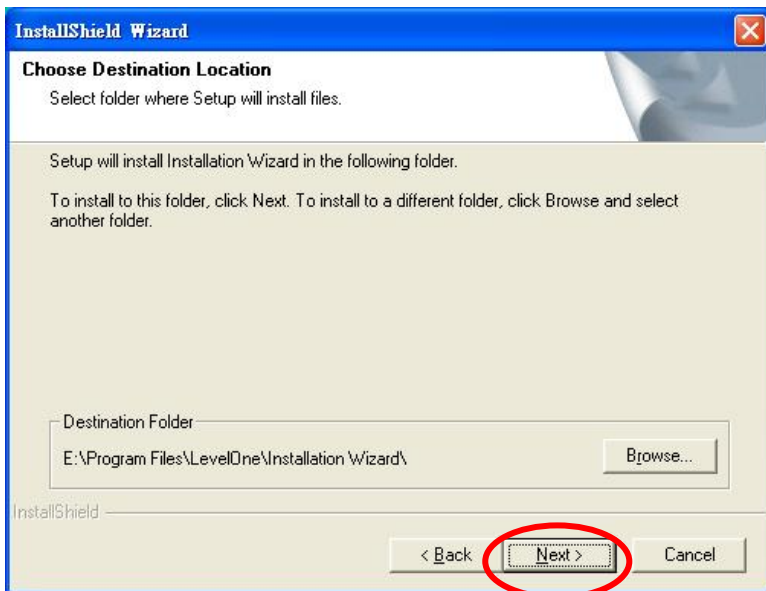 InstallShield Wizard
Choose Destination Location
Select folder where Setup will install files.
Setup will install Installation Wizard in the following folder.
To install to this folder, click Next. To install to a different folder, click Browse and select
another folder.
Destination Folder
E:\Program Files\LevelOne\Installation Wizard\
Browse...
InstallShield
< Back
Next >
Cancel